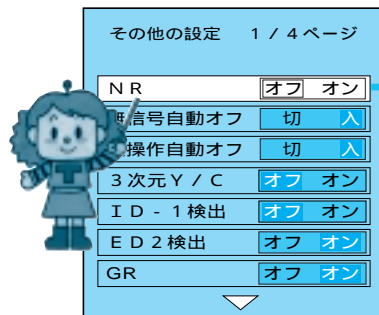 その他の設定 1/4ページ
NR オフ オン
無信号自動オフ 切 入
操作自動オフ 切 入
3次元Y/C オフ オン
ID-1検出 オフ オン
ED2検出 オフ オン
GR オフ オン